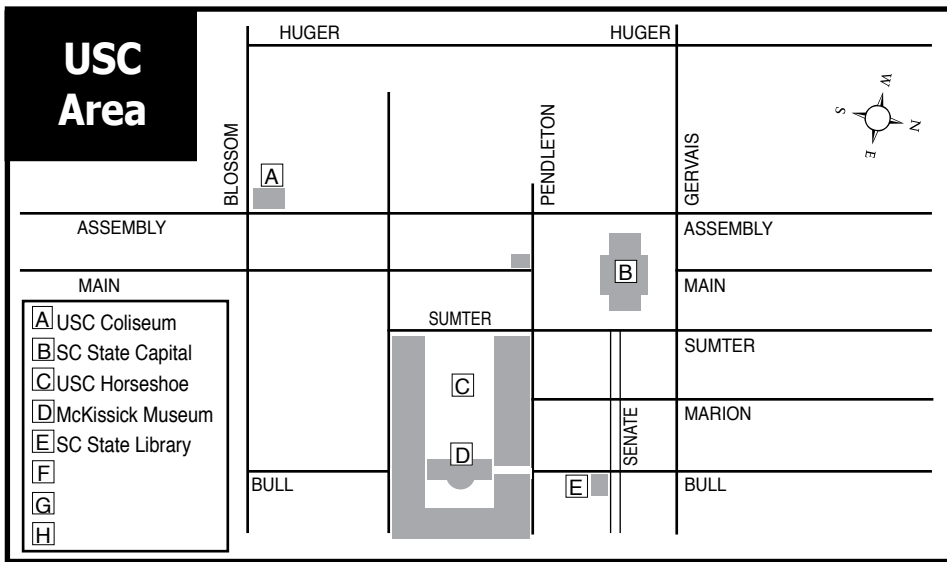 USC
Area
HUGER
HUGER
BLOSSOM
PENDLETON
GERVAIS
W
S
N
E
A
ASSEMBLY
ASSEMBLY
B
MAIN
MAIN
SUMTER
SUMTER
A USC Coliseum
B SC State Capital
C USC Horseshoe
D McKissick Museum
E SC State Library
F
G
H
C
MARION
SENATE
D
BULL
E
BULL